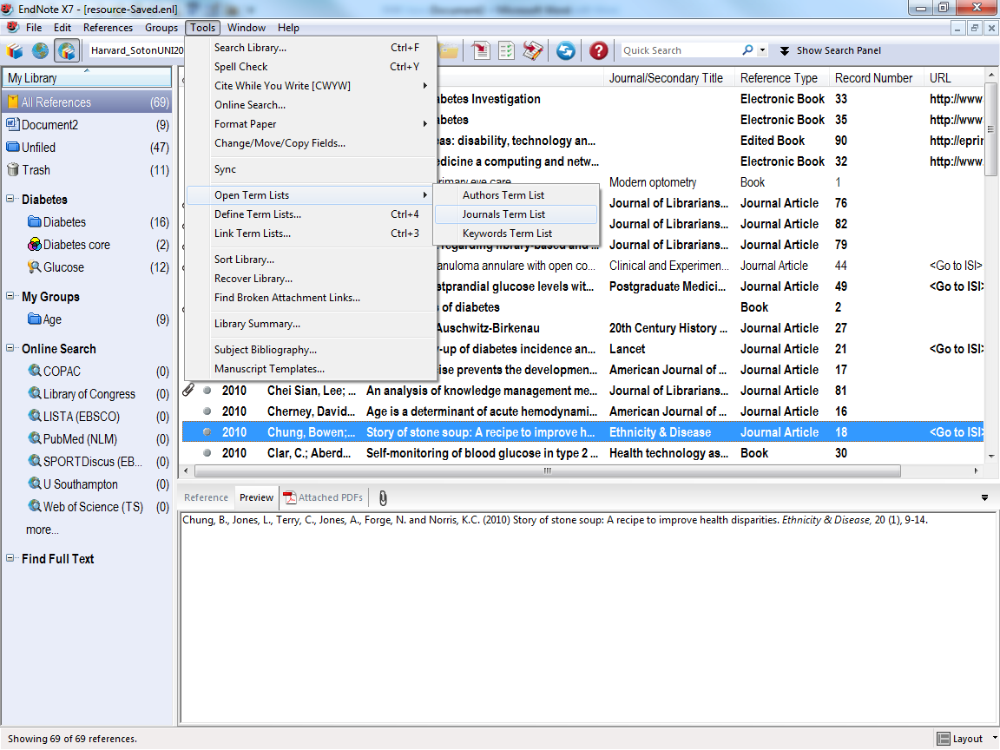 EndNote X7 - [resource-Saved.enl]
File Edit References Groups Tools Window Help
Harvard_SotonUNI20
Quick Search
Show Search Panel
My Library
All References (69)
Document2 (9)
Unfiled (47)
Trash (11)
Diabetes
Diabetes (16)
Diabetes core (2)
Glucose (12)
My Groups
Age (9)
Online Search
COPAC (0)
Library of Congress (0)
LISTA (EBSCO) (0)
PubMed (NLM) (0)
SPORTDiscus (EB... (0)
U Southampton (0)
Web of Science (TS) (0)
more...
Find Full Text
Search Library... Ctrl+F
Spell Check Ctrl+Y
Cite While You Write [CWYW]
Online Search...
Format Paper
Change/Move/Copy Fields...
Sync
Open Term Lists
Define Term Lists... Ctrl+4
Link Term Lists... Ctrl+3
Sort Library...
Recover Library...
Find Broken Attachment Links...
Library Summary...
Subject Bibliography...
Manuscript Templates...
Authors Term List
Journals Term List
Keywords Term List
Journal/Secondary Title Reference Type Record Number URL
abetes Investigation Electronic Book 33 http://www
abetes Electronic Book 35 http://www
eas: disability, technology an... Edited Book 90 http://eprir
edicine a computing and netw... Electronic Book 32 http://www
Modern optometry Book 1
Journal of Librarians... Journal Article 76
Journal of Librarians... Journal Article 82
Journal of Librarians... Journal Article 79
anuloma annulare with open co... Clinical and Experimen... Journal Article 44 <Go to ISI>
stprandial glucose levels wit... Postgraduate Medici... Journal Article 49 <Go to ISI>
s of diabetes Book 2
Auschwitz-Birkenau 20th Century History ... Journal Article 27
y-up of diabetes incidence an... Lancet Journal Article 21 <Go to ISI>
ise prevents the developmen... American Journal of ... Journal Article 17
2010 Chei Sian, Lee; ... An analysis of knowledge management me... Journal of Librarians... Journal Article 81
2010 Cherney, David... Age is a determinant of acute hemodynami... American Journal of ... Journal Article 16
2010 Chung, Bowen;... Story of stone soup: A recipe to improve h... Ethnicity & Disease Journal Article 18 <Go to ISI>
2010 Clar, C.; Aberd... Self-monitoring of blood glucose in type 2 ... Health technology as... Book 30
Reference Preview Attached PDFs
Chung, B., Jones, L., Terry, C., Jones, A., Forge, N. and Norris, K.C. (2010) Story of stone soup: A recipe to improve health disparities. Ethnicity & Disease, 20 (1), 9-14.
Showing 69 of 69 references.
Layout